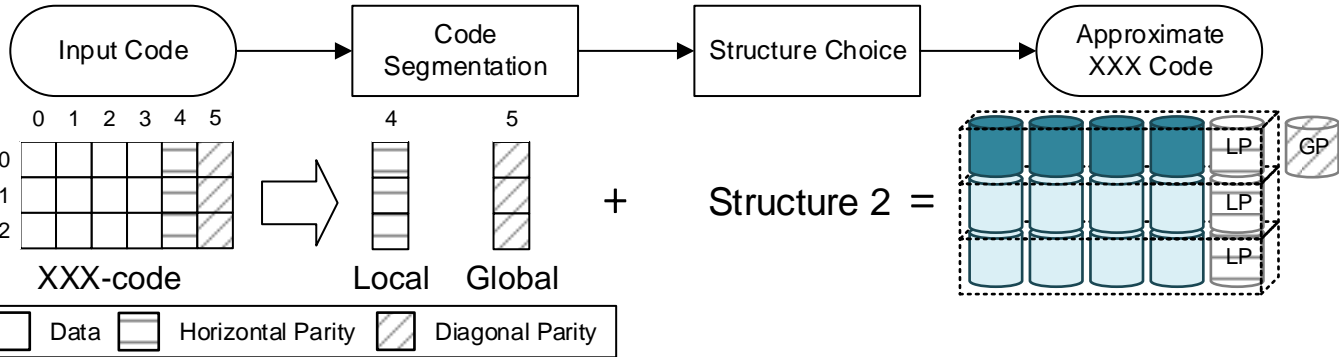 Input Code
Code
Segmentation
Structure Choice
Approximate
XXX Code
0 1 2 3 4 5
4
5
0
1
2
+
Structure 2 =
LP
GP
LP
LP
XXX-code
Local
Global
Data
Horizontal Parity
Diagonal Parity